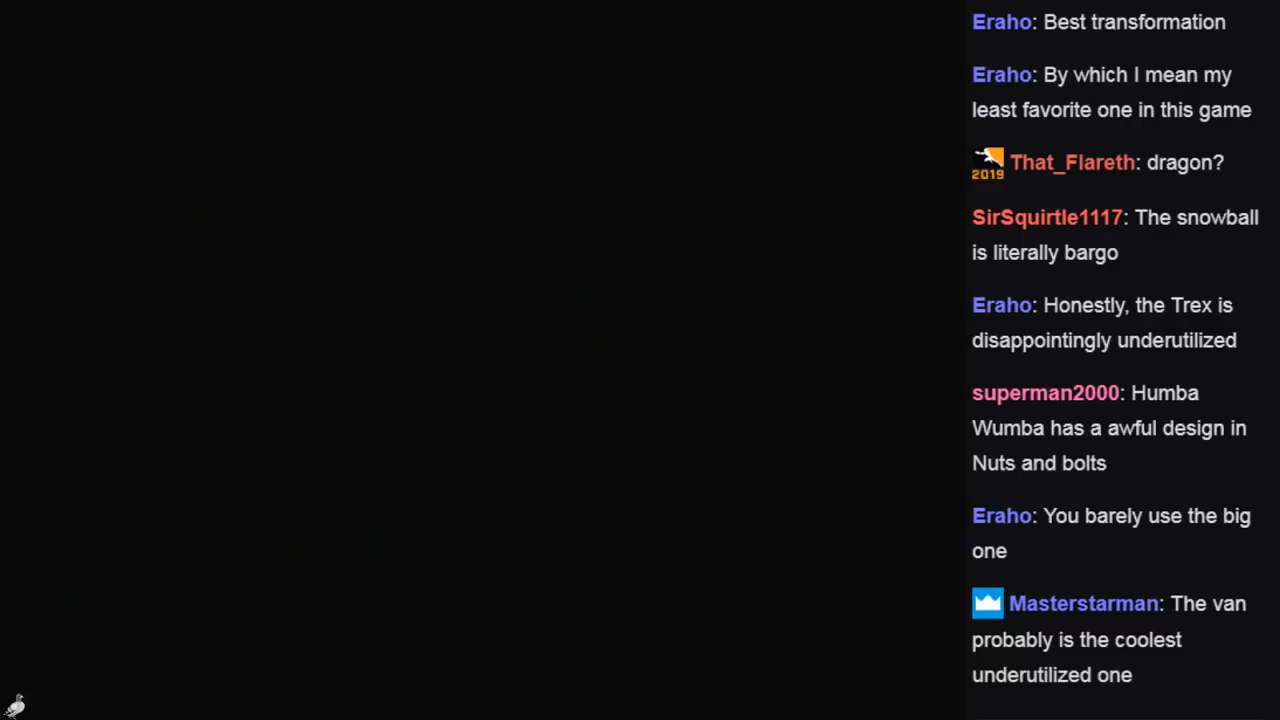 Eraho: Best transformation
Eraho: By which I mean my
least favorite one in this game
2019 That_Flareth: dragon?
SirSquirtle1117: The snowball
is literally bargo
Eraho: Honestly, the Trex is
disappointingly underutilized
superman2000: Humba
Wumba has a awful design in
Nuts and bolts
Eraho: You barely use the big
one
Masterstarman: The van
probably is the coolest
underutilized one